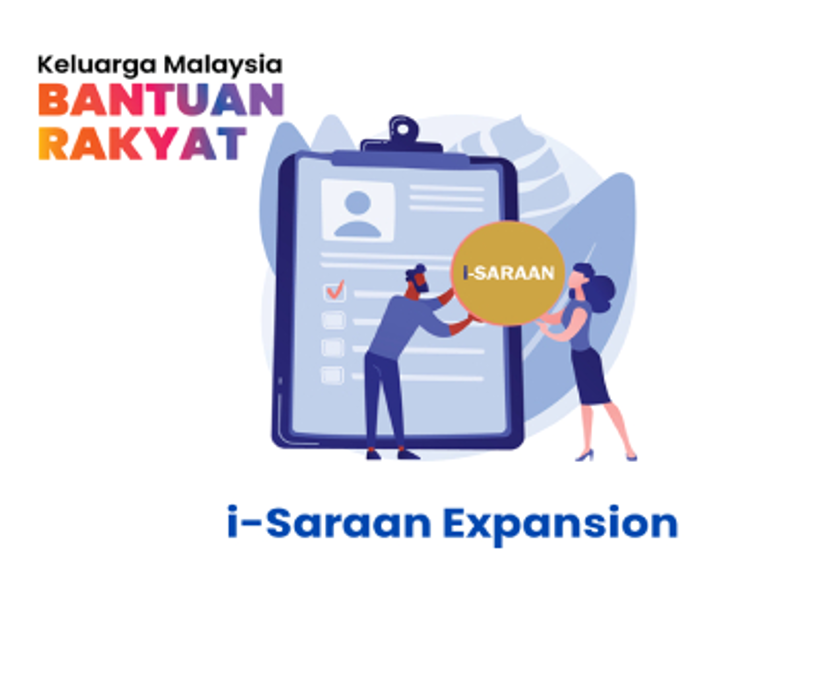 Keluarga Malaysia
BANTUAN
RAKYAT
i-SARAAN
i-Saraan Expansion